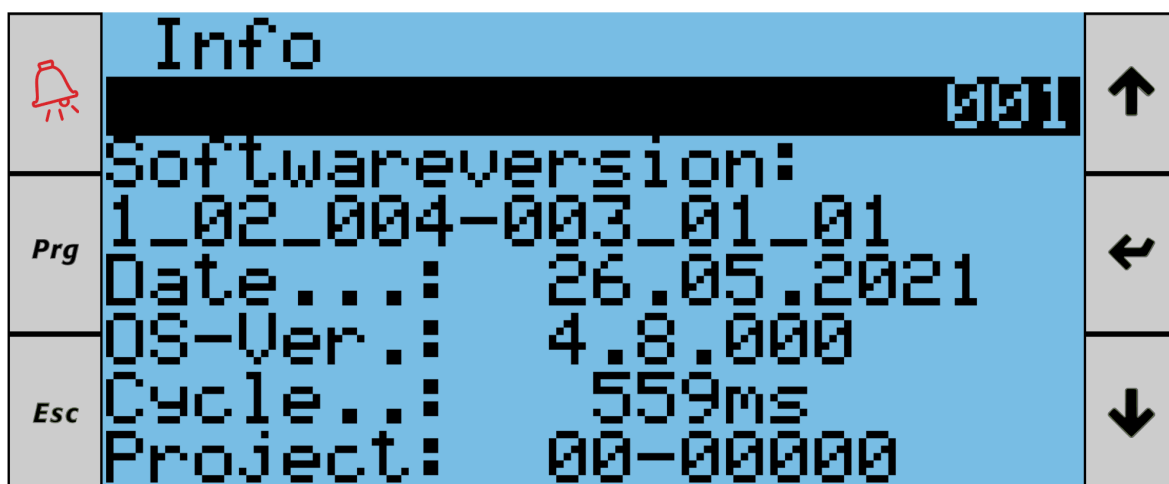 Info
001
Softwareversion:
1_02_004-003_01_01
Date...: 26.05.2021
OS-Ver.: 4.8.000
Cycle..: 559ms
Project: 00-00000
Prg
Esc